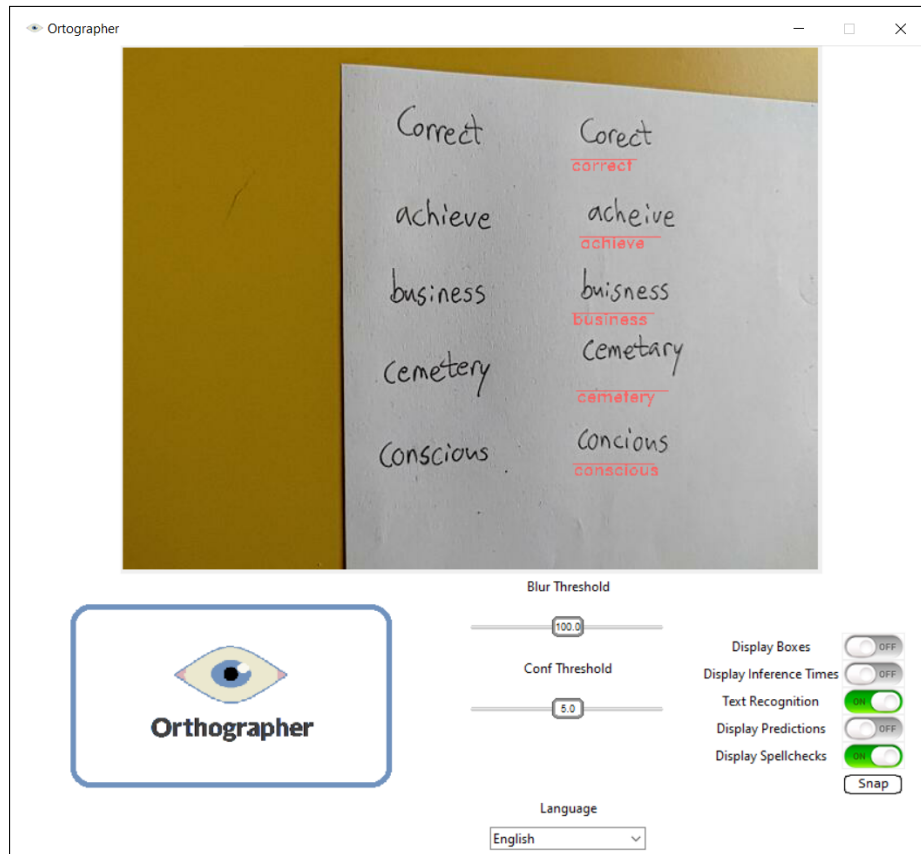 Ortographer
Correct Corect
correct
achieve acheive
achieve
business buisness
business
cemetery cemetary
cemetery
conscious concious
conscious
Blur Threshold
100.0
Conf Threshold
5.0
Display Boxes OFF
Display Inference Times OFF
Text Recognition ON
Display Predictions OFF
Display Spellchecks ON
Snap
Orthographer
Language
English